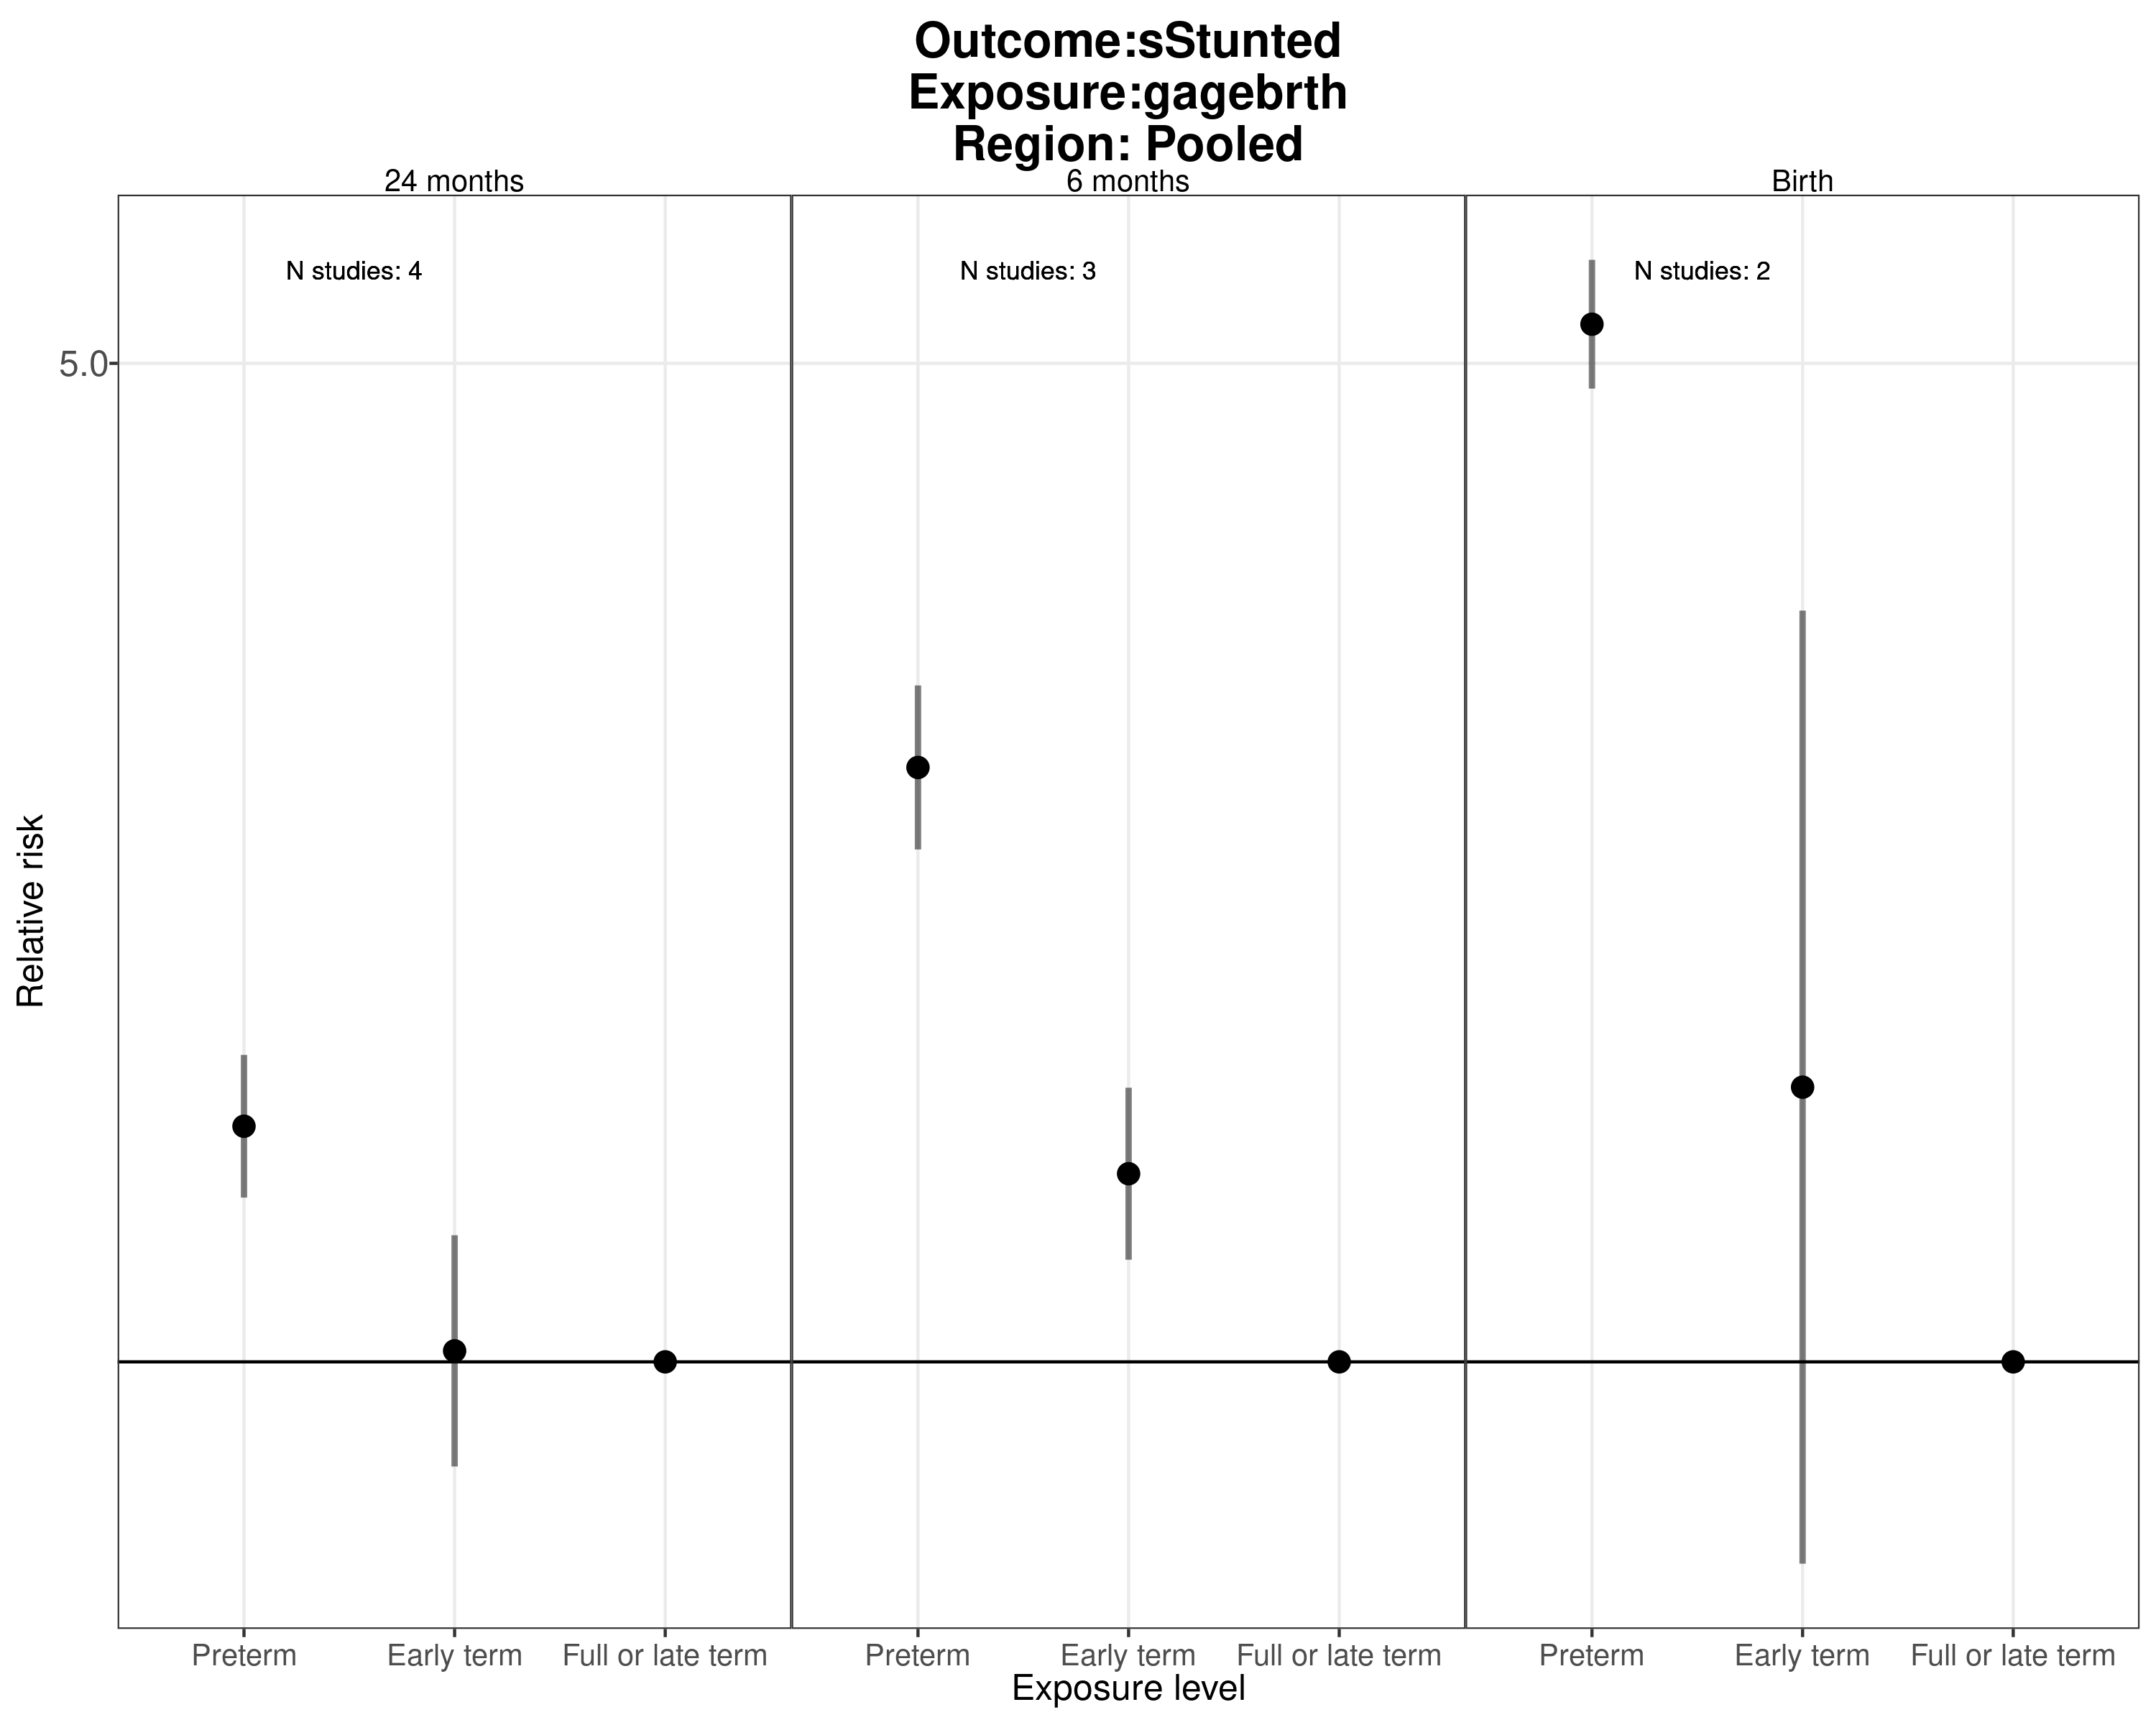 Outcome:sStunted
Exposure:gagebrth
Region: Pooled
24 months
6 months
Birth
N studies: 4
N studies: 3
N studies: 2
5.0
Relative risk
Preterm
Early term
Full or late term
Preterm
Early term
Full or late term
Preterm
Early term
Full or late term
Exposure level